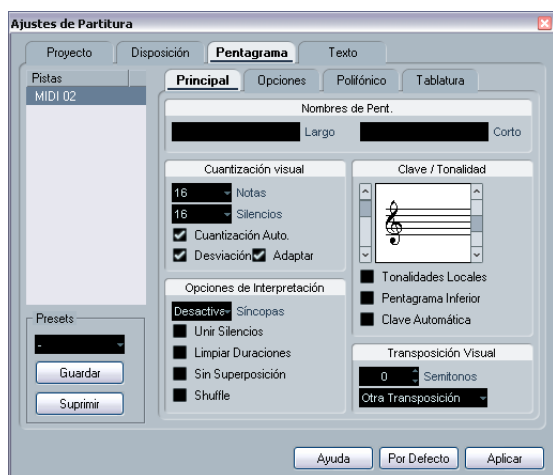 Ajustes de Partitura
Proyecto Disposición Pentagrama Texto
Pistas
MIDI 02
Principal Opciones Polifónico Tablatura
Nombres de Pent.
Largo Corto
Cuantización visual
16 Notas
16 Silencios
Cuantización Auto.
Desviación Adaptar
Clave / Tonalidad
Tonalidades Locales
Pentagrama Inferior
Clave Automática
Opciones de Interpretación
Desactiva Síncopas
Unir Silencios
Limpiar Duraciones
Sin Superposición
Shuffle
Transposición Visual
0 Semitonos
Otra Transposición
Presets
-
Guardar
Suprimir
Ayuda Por Defecto Aplicar